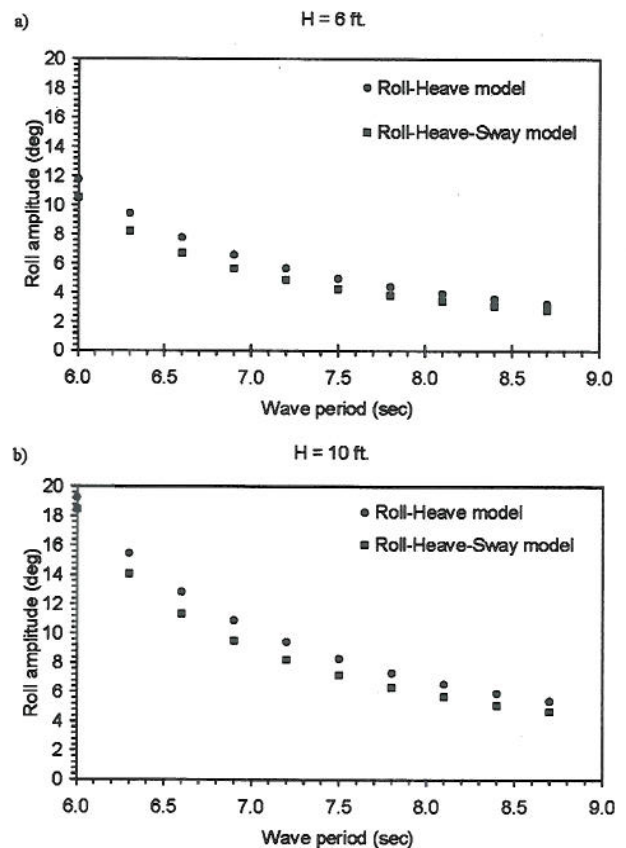 a)
H = 6 ft.
20
18
16
14
12
10
8
6
4
2
0
Roll amplitude (deg)
Roll-Heave model
Roll-Heave-Sway model
6.0 6.5 7.0 7.5 8.0 8.5 9.0
Wave period (sec)
b)
H = 10 ft.
20
18
16
14
12
10
8
6
4
2
0
Roll amplitude (deg)
Roll-Heave model
Roll-Heave-Sway model
6.0 6.5 7.0 7.5 8.0 8.5 9.0
Wave period (sec)